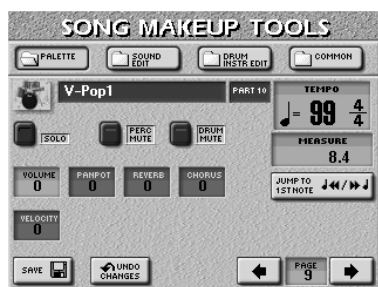 SONG MAKEUP TOOLS
PALETTE
SOUND
EDIT
DRUM
INSTR EDIT
COMMON
V-Pop1
PART 10
TEMPO
= 99 4/4
SOLO
PERC
MUTE
DRUM
MUTE
MEASURE
8.4
VOLUME
0
PANPOT
0
REVERB
0
CHORUS
0
JUMP TO
1ST NOTE
VELOCITY
0
SAVE
UNDO
CHANGES
PAGE
9